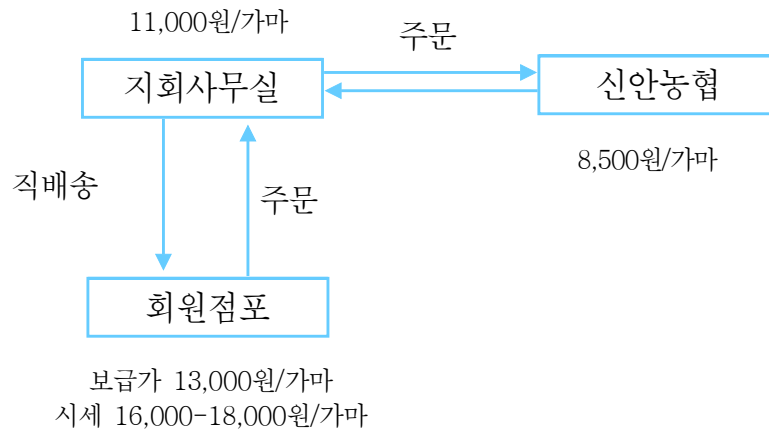 11,000원/가마
주문
지회사무실
신안농협
8,500원/가마
직배송
주문
회원점포
보급가 13,000원/가마
시세 16,000-18,000원/가마